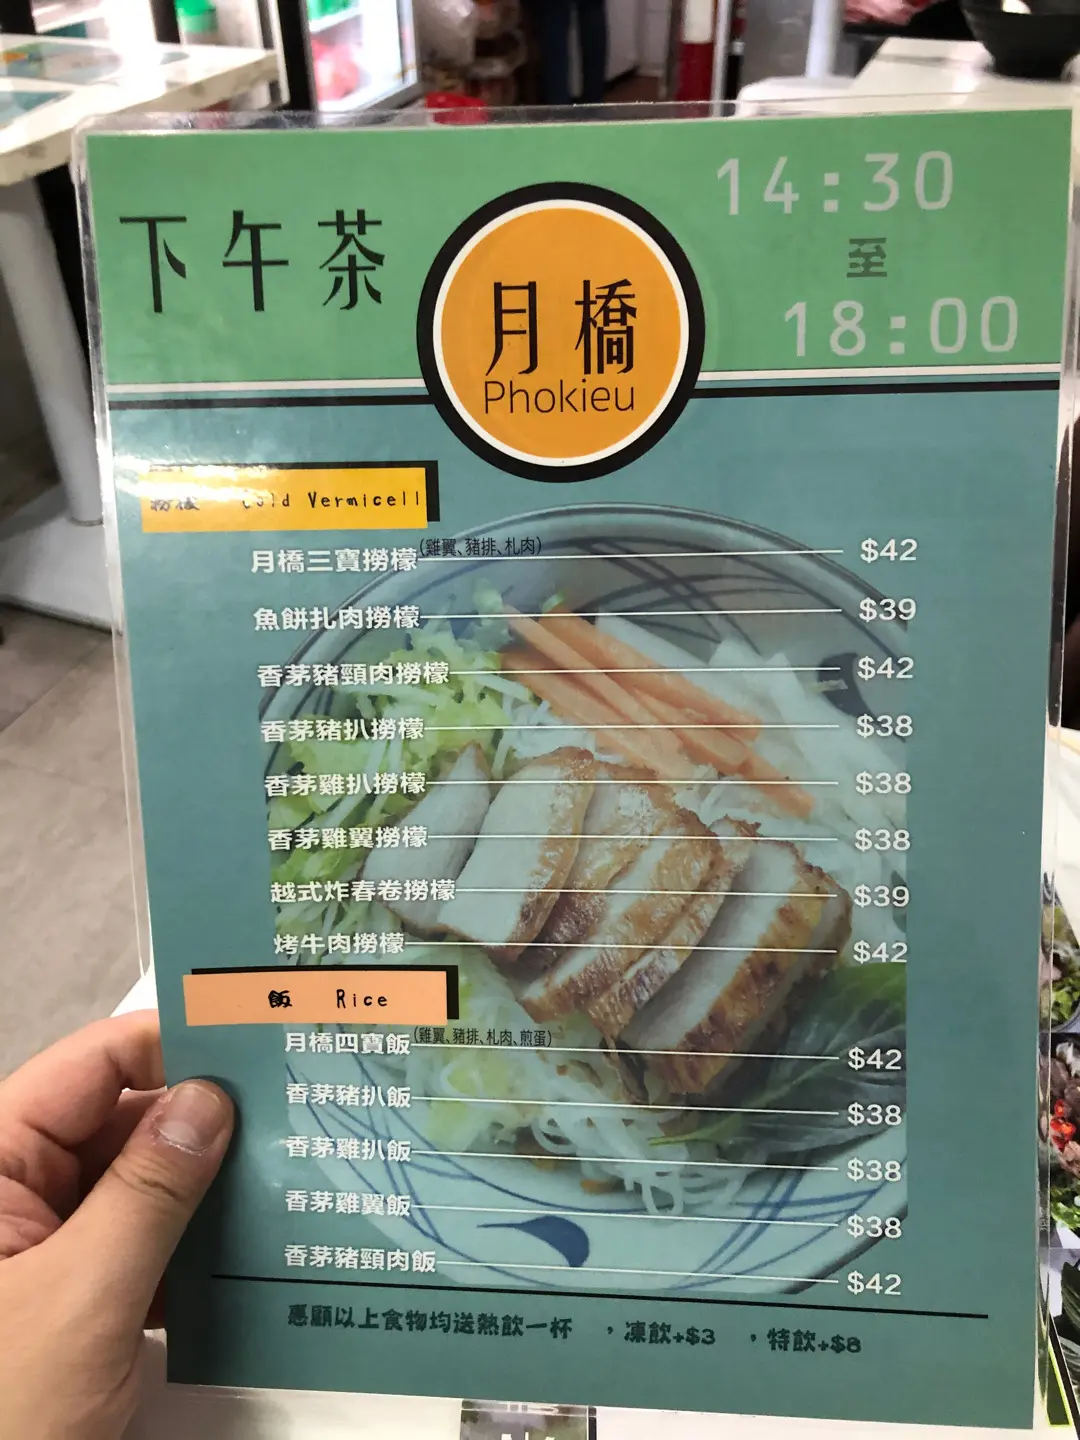 下午茶
月橋
Phokieu
14:30
至
18:00
撈檬 Cold Vermicell
月橋三寶撈檬(雞翼、豬排、札肉) $42
魚餅扎肉撈檬 $39
香茅豬頸肉撈檬 $42
香茅豬扒撈檬 $38
香茅雞扒撈檬 $38
香茅雞翼撈檬 $38
越式炸春卷撈檬 $39
烤牛肉撈檬 $42
飯 Rice
月橋四寶飯(雞翼、豬排、札肉、煎蛋) $42
香茅豬扒飯 $38
香茅雞扒飯 $38
香茅雞翼飯 $38
香茅豬頸肉飯 $42
惠顧以上食物均送熱飲一杯 ,凍飲+$3 ,特飲+$8